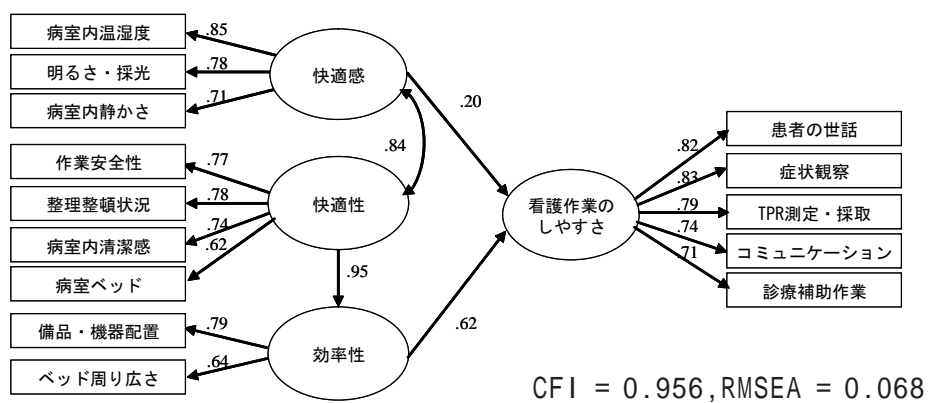 病室内温湿度
明るさ・採光
病室内静かさ
.85
.78
.71
快適感
.20
作業安全性
整理整頓状況
病室内清潔感
病室ベッド
.77
.78
.74
.62
快適性
.84
.95
備品・機器配置
ベッド周り広さ
.79
.64
効率性
.62
看護作業の
しやすさ
.82
.83
.79
.74
.71
患者の世話
症状観察
TPR測定・採取
コミュニケーション
診療補助作業
CFI = 0.956,RMSEA = 0.068